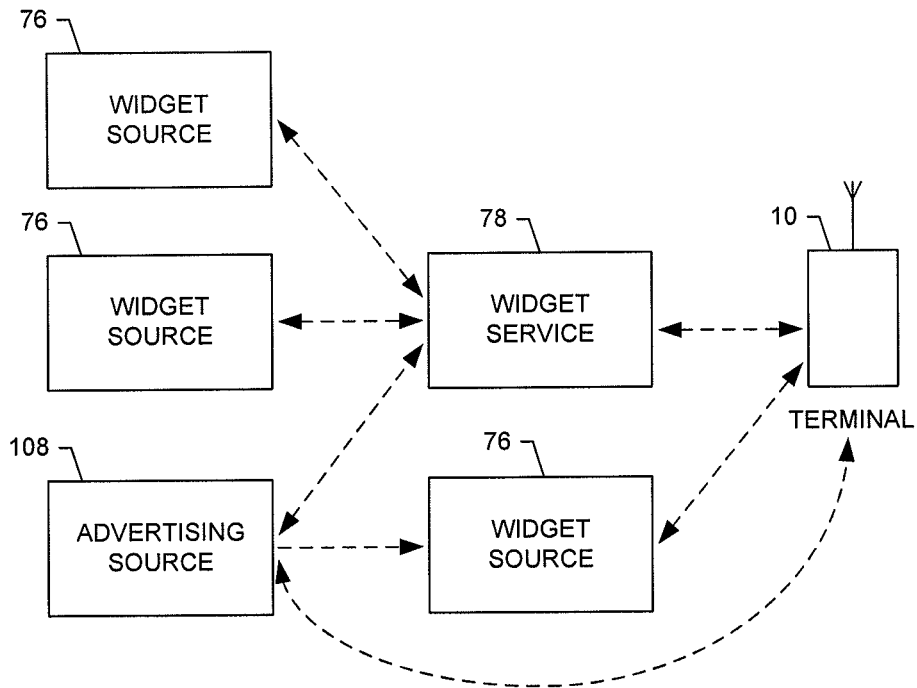 76
WIDGET
SOURCE
76
WIDGET
SOURCE
78
WIDGET
SERVICE
10
TERMINAL
108
ADVERTISING
SOURCE
76
WIDGET
SOURCE